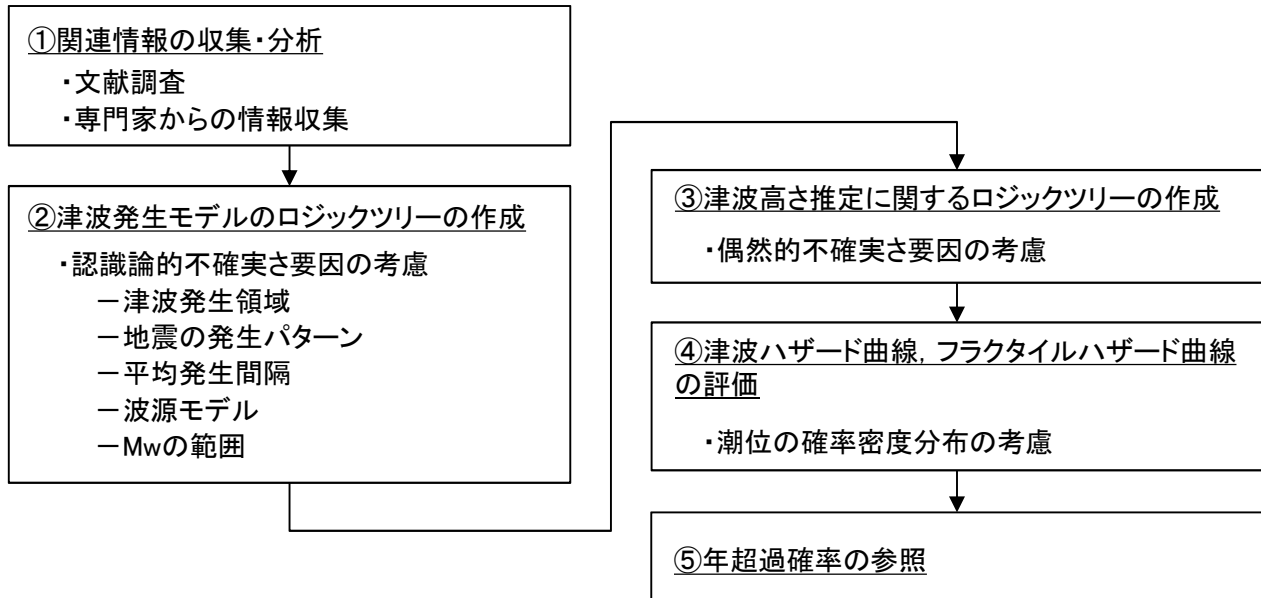 ①関連情報の収集・分析
・文献調査
・専門家からの情報収集
②津波発生モデルのロジックツリーの作成
・認識論的不確実さ要因の考慮
－津波発生領域
－地震の発生パターン
－平均発生間隔
－波源モデル
－Mwの範囲
③津波高さ推定に関するロジックツリーの作成
・偶然的不確実さ要因の考慮
④津波ハザード曲線，フラクタイルハザード曲線
の評価
・潮位の確率密度分布の考慮
⑤年超過確率の参照